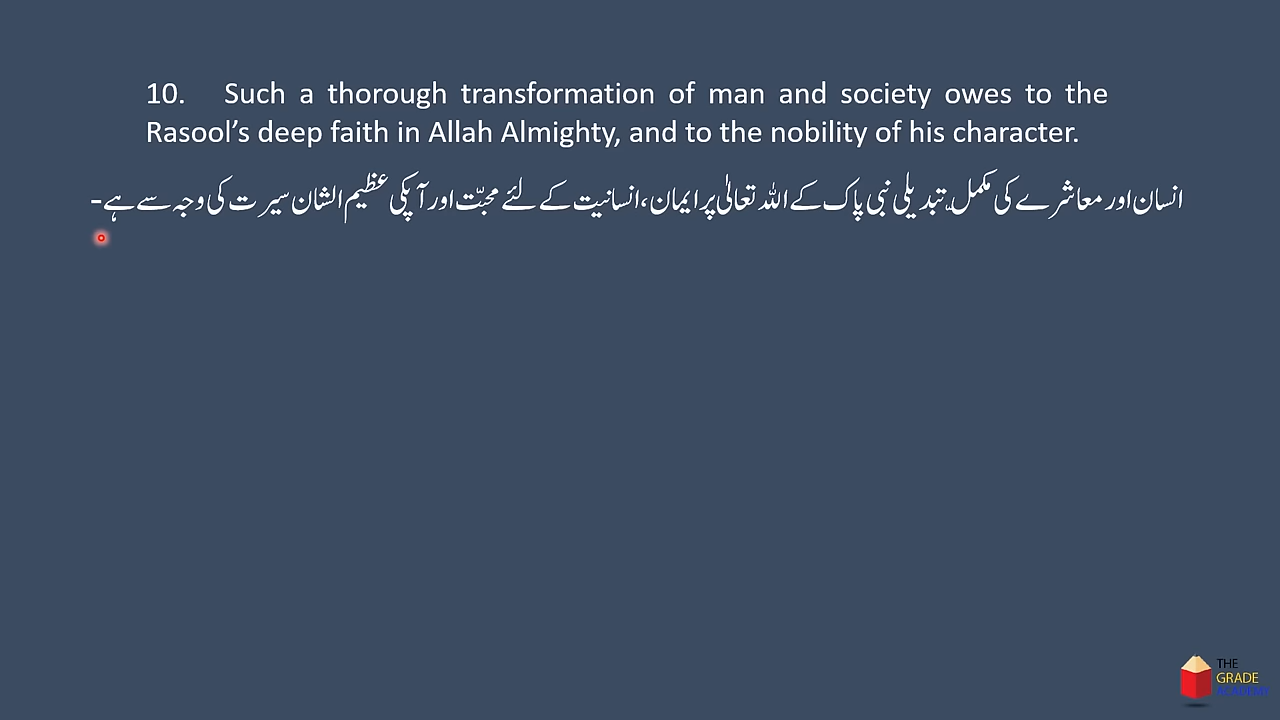 10. Such a thorough transformation of man and society owes to the
Rasool’s deep faith in Allah Almighty, and to the nobility of his character.
انسان اور معاشرے کی مکمل تبدیلی نبی پاک کے اللہ تعالیٰ پر ایمان، انسانیت کے لئے محبّت اور آپکی عظیم الشان سیرت کی وجہ سے ہے-
THE
GRADE
ACADEMY